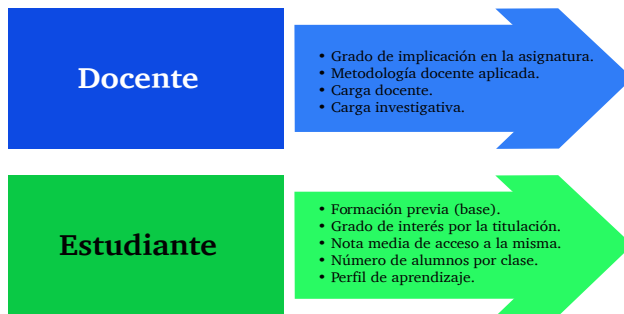 Docente
• Grado de implicación en la asignatura.
• Metodología docente aplicada.
• Carga docente.
• Carga investigativa.
Estudiante
• Formación previa (base).
• Grado de interés por la titulación.
• Nota media de acceso a la misma.
• Número de alumnos por clase.
• Perfil de aprendizaje.